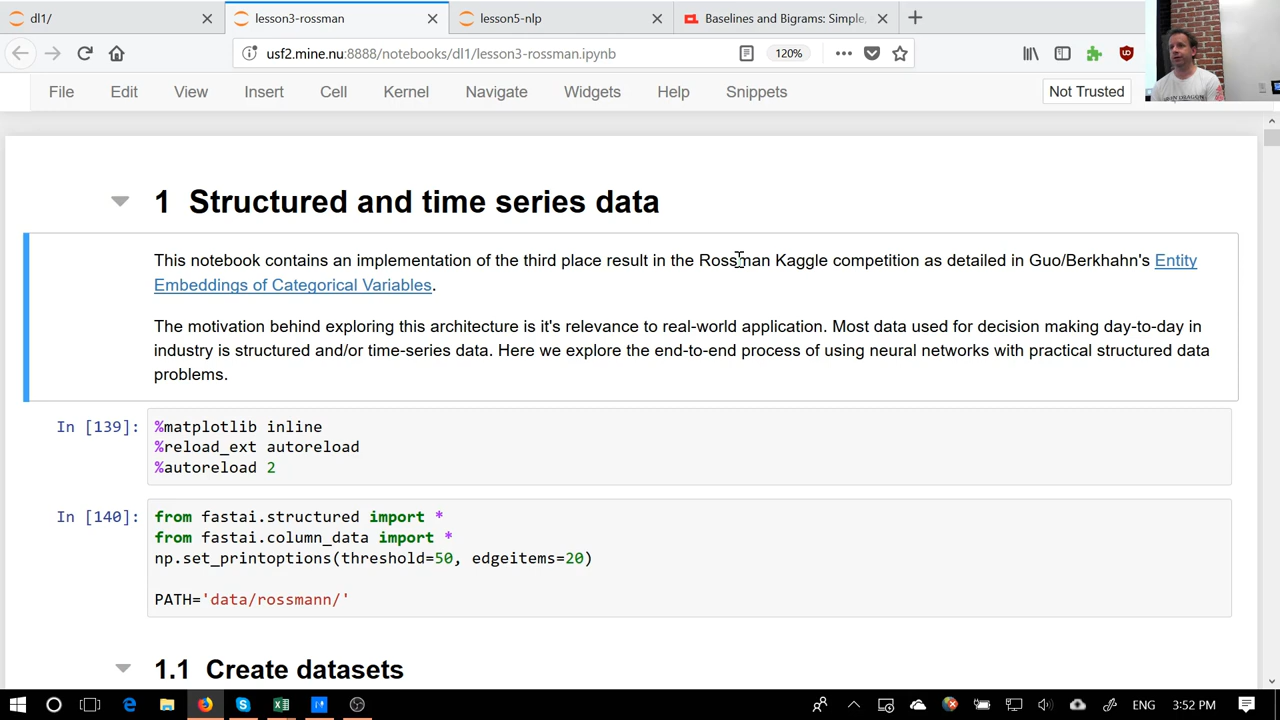 dl1/
lesson3-rossman
lesson5-nlp
Baselines and Bigrams: Simple,
usf2.mine.nu:8888/notebooks/dl1/lesson3-rossman.ipynb
120%
File Edit View Insert Cell Kernel Navigate Widgets Help Snippets
Not Trusted
1 Structured and time series data
This notebook contains an implementation of the third place result in the Rossman Kaggle competition as detailed in Guo/Berkhahn's Entity
Embeddings of Categorical Variables.
The motivation behind exploring this architecture is it's relevance to real-world application. Most data used for decision making day-to-day in
industry is structured and/or time-series data. Here we explore the end-to-end process of using neural networks with practical structured data
problems.
In [139]: %matplotlib inline
%reload_ext autoreload
%autoreload 2
In [140]: from fastai.structured import *
from fastai.column_data import *
np.set_printoptions(threshold=50, edgeitems=20)
PATH='data/rossmann/'
1.1 Create datasets
ENG 3:52 PM